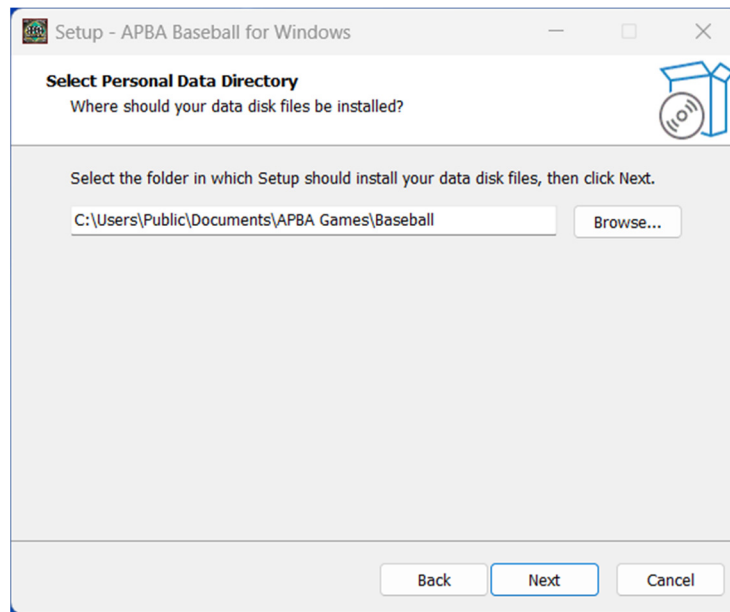 Setup - APBA Baseball for Windows
Select Personal Data Directory
Where should your data disk files be installed?
Select the folder in which Setup should install your data disk files, then click Next.
C:\Users\Public\Documents\APBA Games\Baseball
Browse...
Back
Next
Cancel